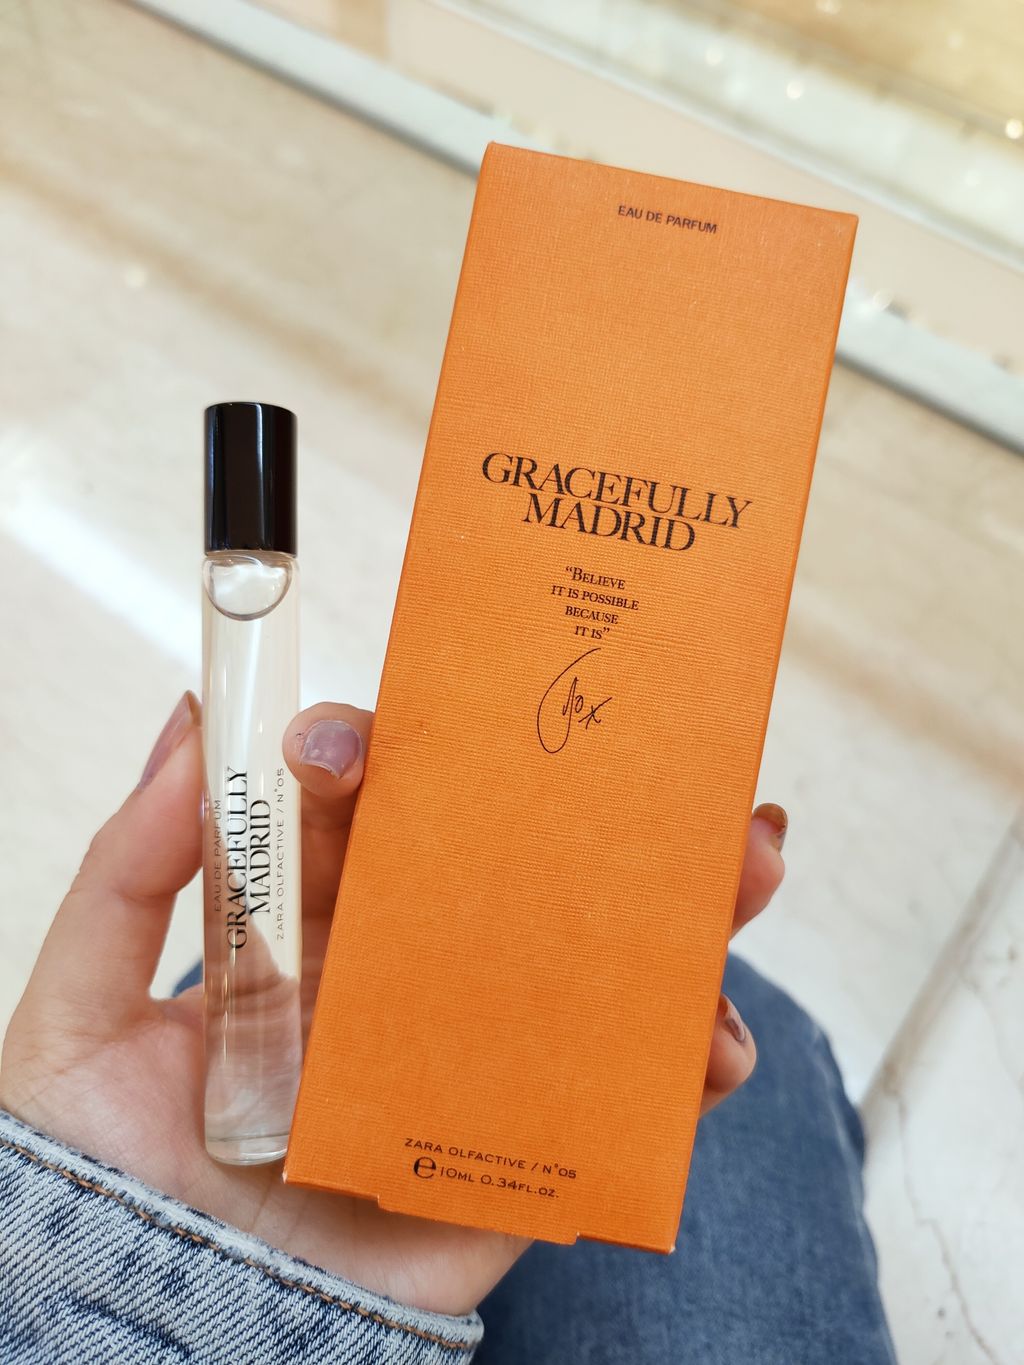 EAU DE PARFUM
GRACEFULLY
MADRID
“BELIEVE
IT IS POSSIBLE
BECAUSE
IT IS”
ZARA OLFACTIVE / N°05
e 10ML 0.34FL.OZ.
EAU DE PARFUM
GRACEFULLY
MADRID
ZARA OLFACTIVE / N°05